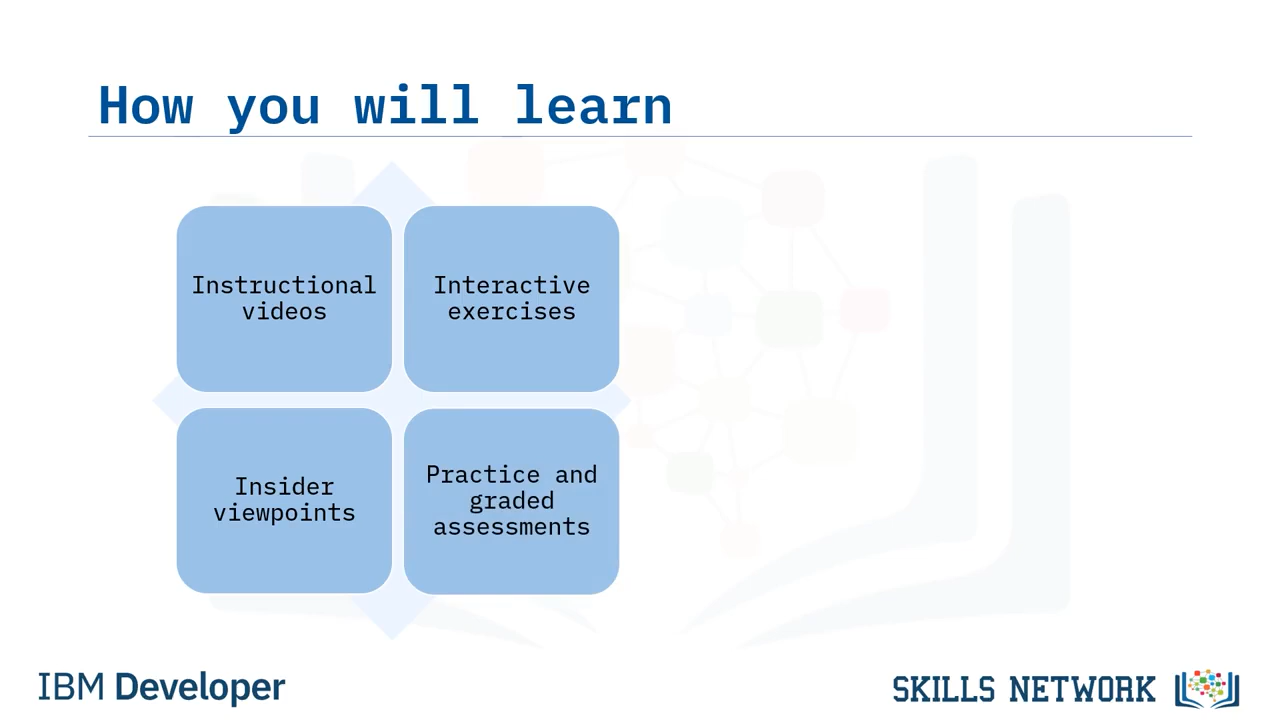 How you will learn
Instructional
videos
Interactive
exercises
Insider
viewpoints
Practice and
graded
assessments
IBM Developer
SKILLS NETWORK